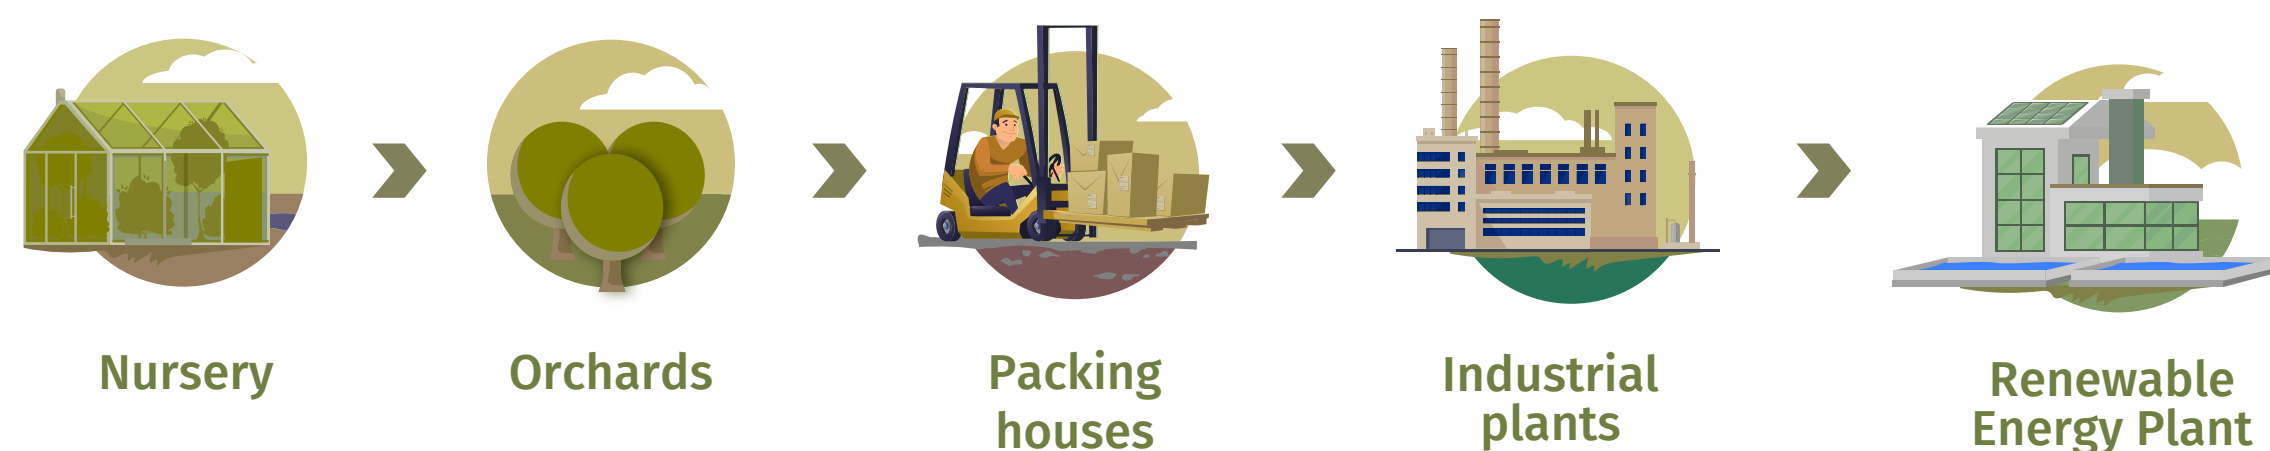 Nursery
Orchards
Packing
houses
Industrial
plants
Renewable
Energy Plant